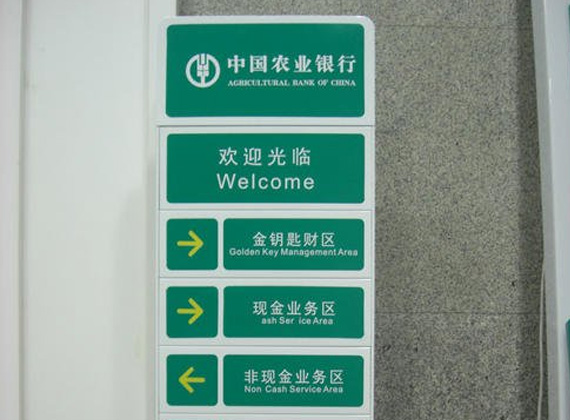 中国农业银行
AGRICULTURAL BANK OF CHINA
欢迎光临
Welcome
金钥匙财区
Golden Key Management Area
现金业务区
ash Ser ice Area
非现金业务区
Non Cash Service Area